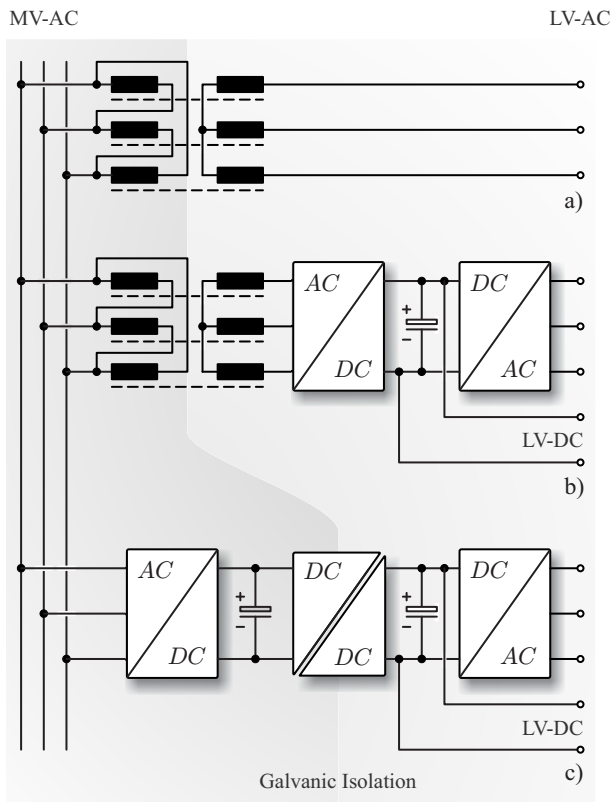 MV-AC LV-AC
a)
AC DC
+
−
DC AC
LV-DC
b)
AC DC
+
−
DC DC
+
−
DC AC
LV-DC
c)
Galvanic Isolation